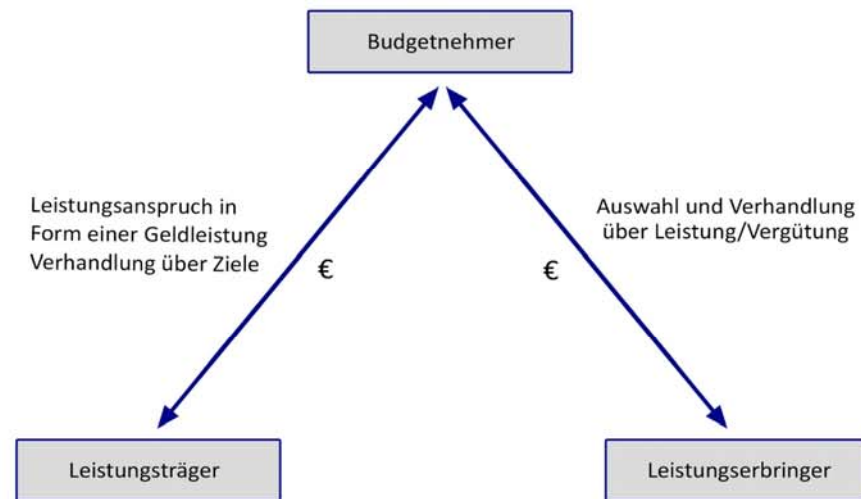 Budgetnehmer
Leistungsanspruch in
Form einer Geldleistung
Verhandlung über Ziele
€
Auswahl und Verhandlung
über Leistung/Vergütung
€
Leistungsträger
Leistungserbringer